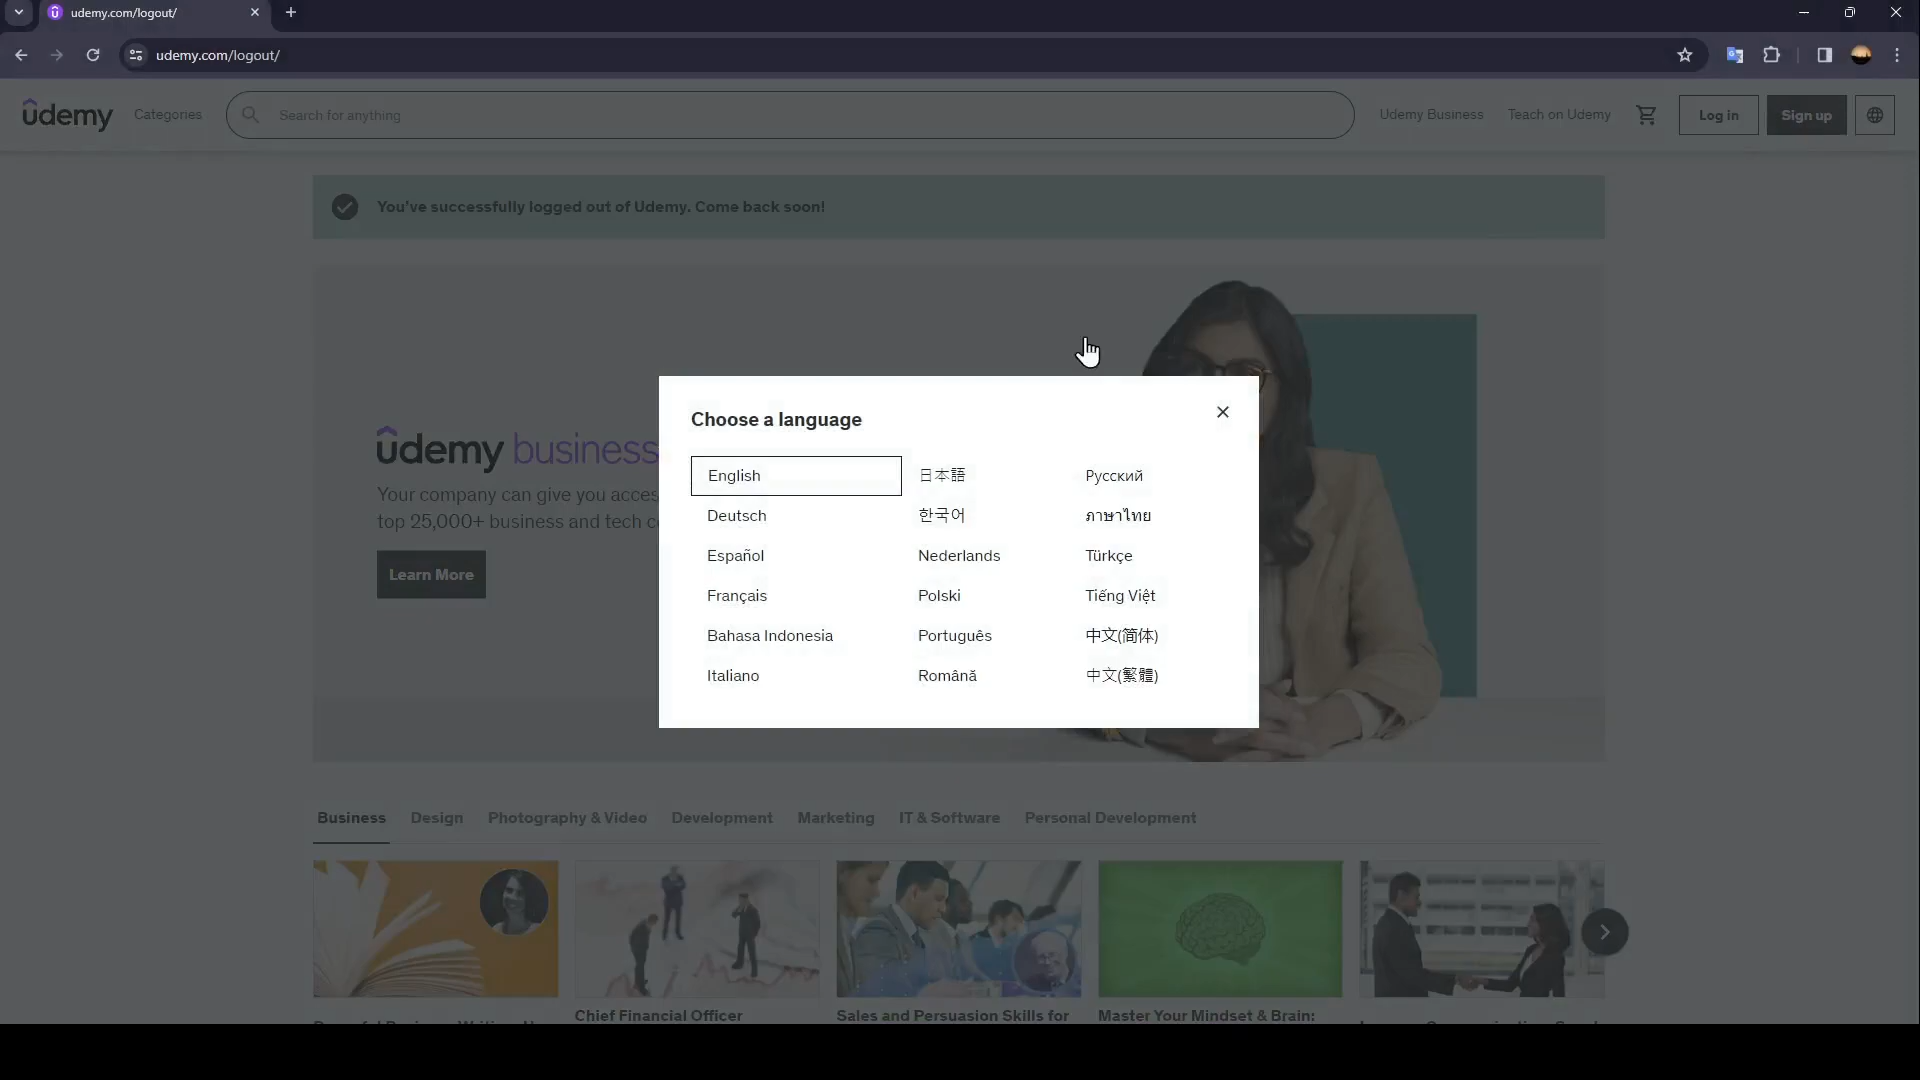 udemy.com/logout/
udemy.com/logout/
udemy
Categories
Search for anything
Udemy Business
Teach on Udemy
Log in
Sign up
You've successfully logged out of Udemy. Come back soon!
udemy business
Your company can give you
top 25,000+ business and tech
Learn More
Choose a language
English
Deutsch
Español
Français
Bahasa Indonesia
Italiano
日本語
한국어
Nederlands
Polski
Português
Română
Русский
ภาษาไทย
Türkçe
Tiếng Việt
中文(简体)
中文(繁體)
Business
Design
Photography & Video
Development
Marketing
IT & Software
Personal Development
Chief Financial Officer
Sales and Persuasion Skills for
Master Your Mindset & Brain: